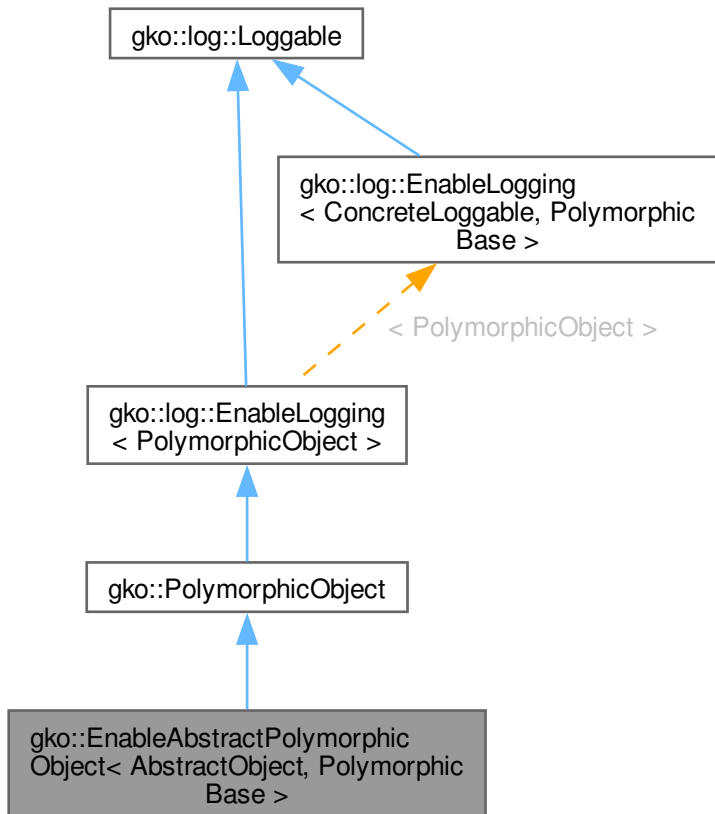 gko::log::Loggable
gko::log::EnableLogging
< ConcreteLoggable, Polymorphic
Base >
< PolymorphicObject >
gko::log::EnableLogging
< PolymorphicObject >
gko::PolymorphicObject
gko::EnableAbstractPolymorphic
Object< AbstractObject, Polymorphic
Base >